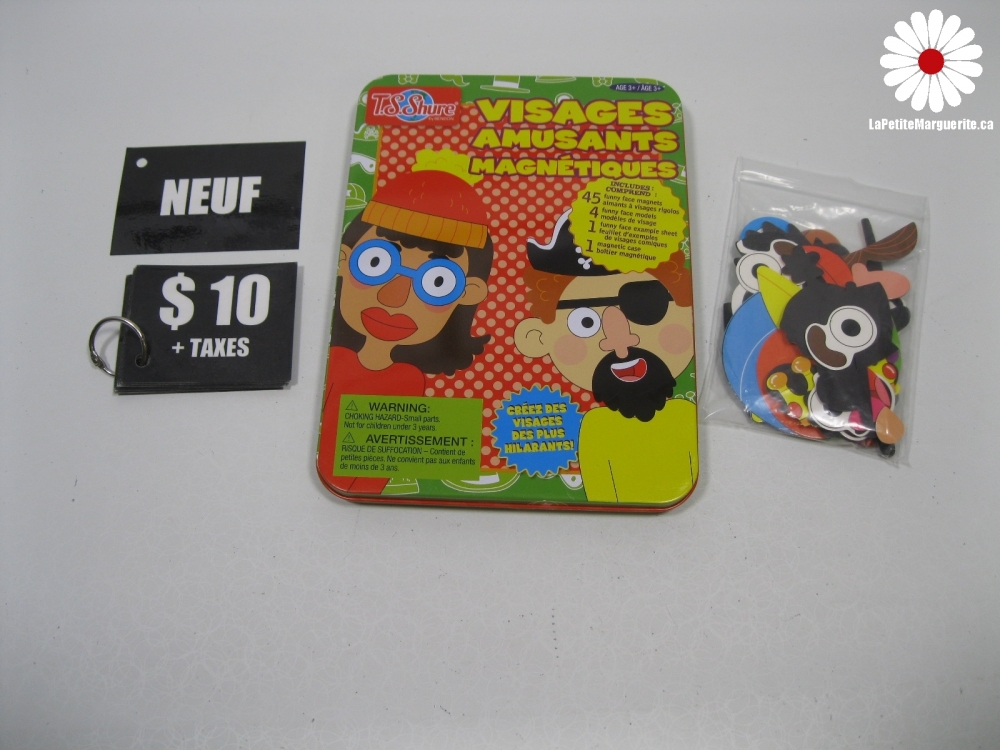 LaPetiteMarguerite.ca
NEUF
$ 10
+ TAXES
T.S. Shure
AGE 3+ / ÂGE 3+
VISAGES
AMUSANTS
MAGNÉTIQUES
INCLUDES :
COMPREND :
45 funny face magnets
aimants à visages rigolos
4 funny face models
modèles de visage
1 funny face example sheet
feuillet d'exemples
de visages comiques
1 magnetic case
boîtier magnétique
WARNING:
CHOKING HAZARD-Small parts.
Not for children under 3 years.
AVERTISSEMENT :
RISQUE DE SUFFOCATION – Contient de
petites pièces. Ne convient pas aux enfants
de moins de 3 ans.
CRÉEZ DES
VISAGES
DES PLUS
HILARANTS!